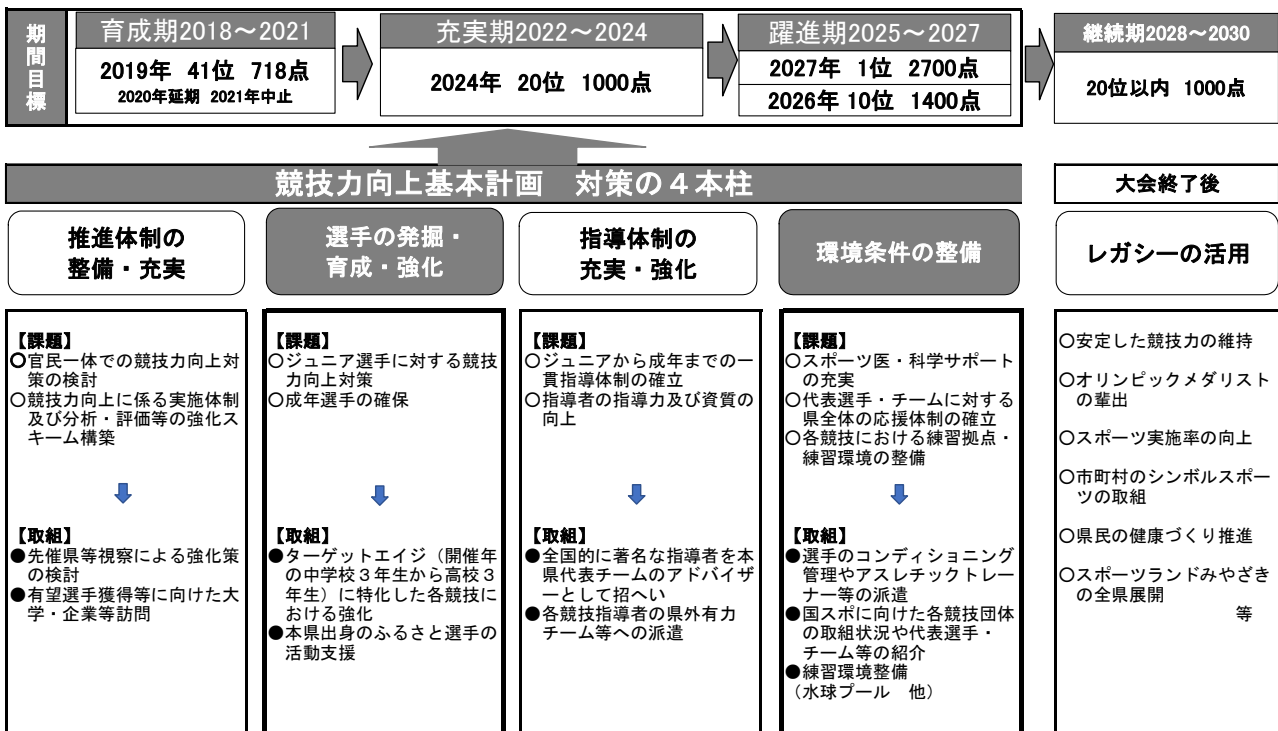 期間目標
育成期2018～2021
2019年 41位 718点
2020年延期 2021年中止
充実期2022～2024
2024年 20位 1000点
躍進期2025～2027
2027年 1位 2700点
2026年 10位 1400点
継続期2028～2030
20位以内 1000点
競技力向上基本計画 対策の４本柱
大会終了後
推進体制の
整備・充実
選手の発掘・
育成・強化
指導体制の
充実・強化
環境条件の整備
レガシーの活用
【課題】
○官民一体での競技力向上対
策の検討
○競技力向上に係る実施体制
及び分析・評価等の強化ス
キーム構築
【取組】
●先催県等視察による強化策
の検討
●有望選手獲得等に向けた大
学・企業等訪問
【課題】
○ジュニア選手に対する競技
力向上対策
○成年選手の確保
【取組】
●ターゲットエイジ（開催年
の中学校３年生から高校３
年生）に特化した各競技に
おける強化
●本県出身のふるさと選手の
活動支援
【課題】
○ジュニアから成年までの一
貫指導体制の確立
○指導者の指導力及び資質の
向上
【取組】
●全国的に著名な指導者を本
県代表チームのアドバイザ
ーとして招へい
●各競技指導者の県外有力
チーム等への派遣
【課題】
○スポーツ医・科学サポート
の充実
○代表選手・チームに対する
県全体の応援体制の確立
○各競技における練習拠点・
練習環境の整備
【取組】
●選手のコンディショニング
管理やアスレチックトレー
ナー等の派遣
●国スポに向けた各競技団体
の取組状況や代表選手・
チーム等の紹介
●練習環境整備
（水球プール 他）
○安定した競技力の維持
○オリンピックメダリスト
の輩出
○スポーツ実施率の向上
○市町村のシンボルスポー
ツの取組
○県民の健康づくり推進
○スポーツランドみやざき
の全県展開
等